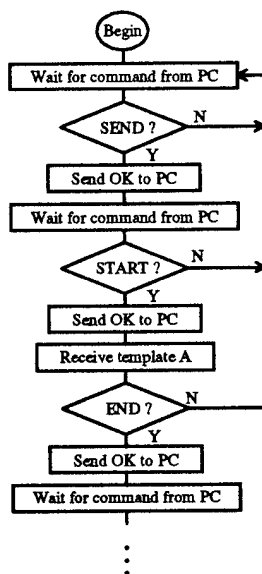 Begin
Wait for command from PC
SEND ?
N
Y
Send OK to PC
Wait for command from PC
START ?
N
Y
Send OK to PC
Receive template A
END ?
N
Y
Send OK to PC
Wait for command from PC